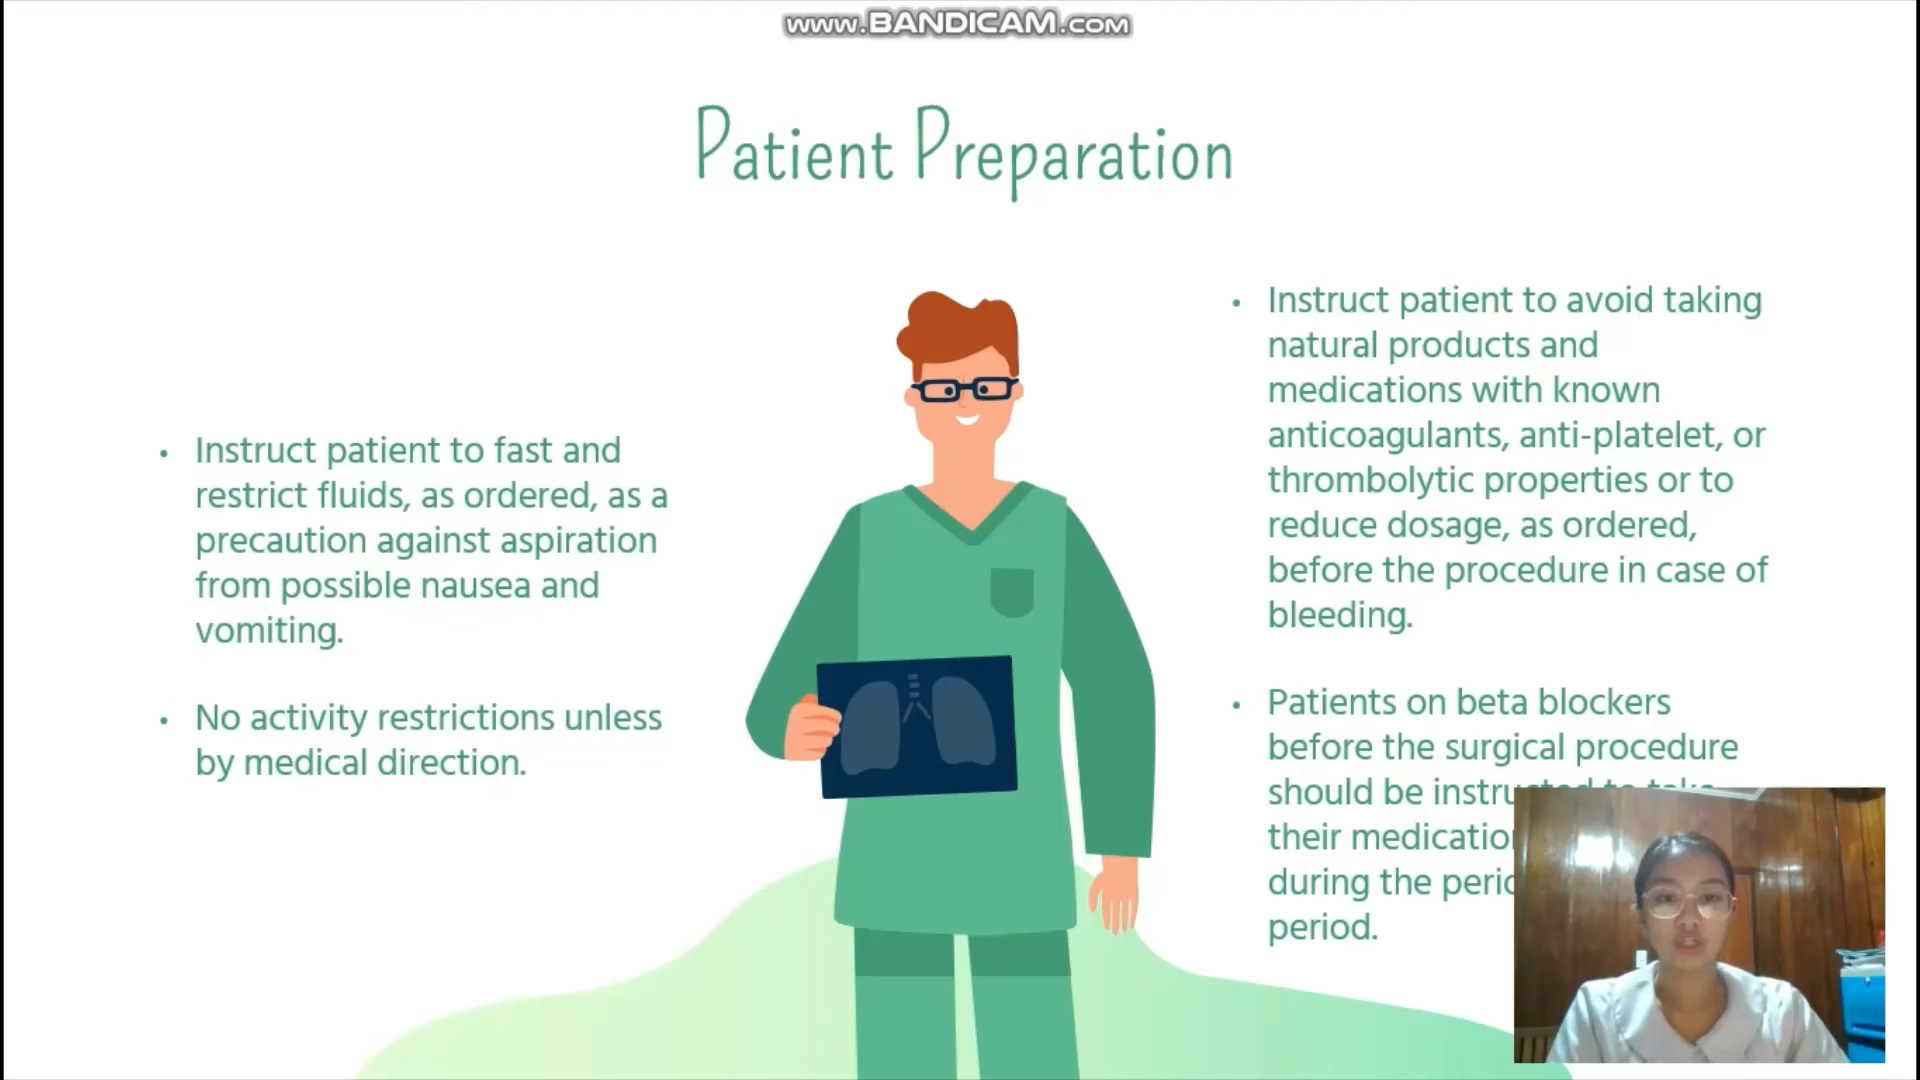 www.BANDICAM.com
Patient Preparation
• Instruct patient to fast and
restrict fluids, as ordered, as a
precaution against aspiration
from possible nausea and
vomiting.
• No activity restrictions unless
by medical direction.
• Instruct patient to avoid taking
natural products and
medications with known
anticoagulants, anti-platelet, or
thrombolytic properties or to
reduce dosage, as ordered,
before the procedure in case of
bleeding.
• Patients on beta blockers
before the surgical procedure
should be instructed to take
their
during the
period.